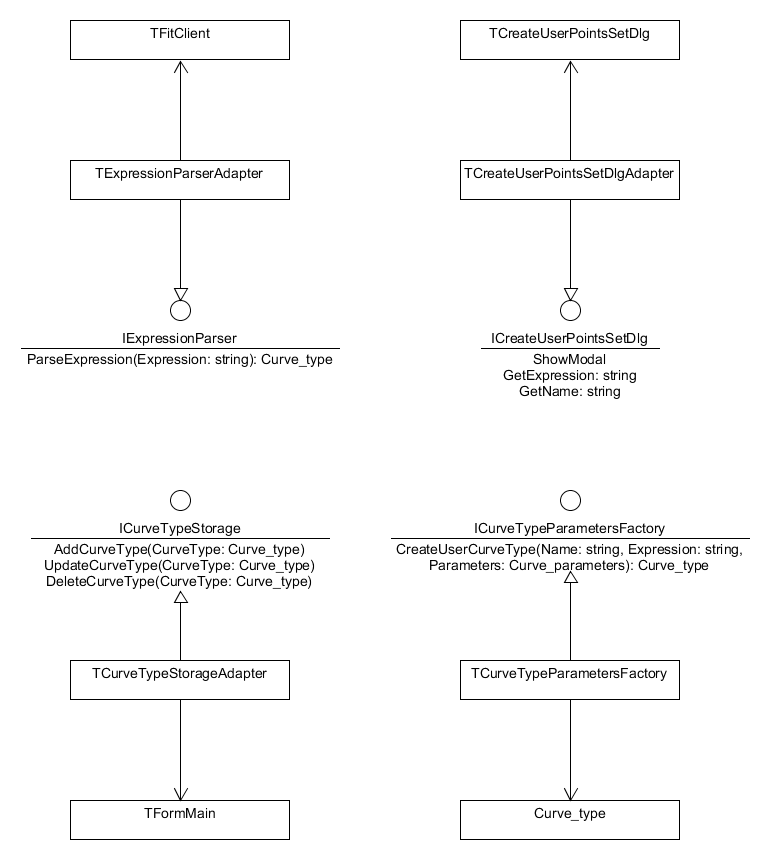 TFitClient
TCreateUserPointsSetDlg
TExpressionParserAdapter
TCreateUserPointsSetDlgAdapter
IExpressionParser
ParseExpression(Expression: string): Curve_type
ICreateUserPointsSetDlg
ShowModal
GetExpression: string
GetName: string
ICurveTypeStorage
AddCurveType(CurveType: Curve_type)
UpdateCurveType(CurveType: Curve_type)
DeleteCurveType(CurveType: Curve_type)
ICurveTypeParametersFactory
CreateUserCurveType(Name: string, Expression: string,
Parameters: Curve_parameters): Curve_type
TCurveTypeStorageAdapter
TCurveTypeParametersFactory
TFormMain
Curve_type